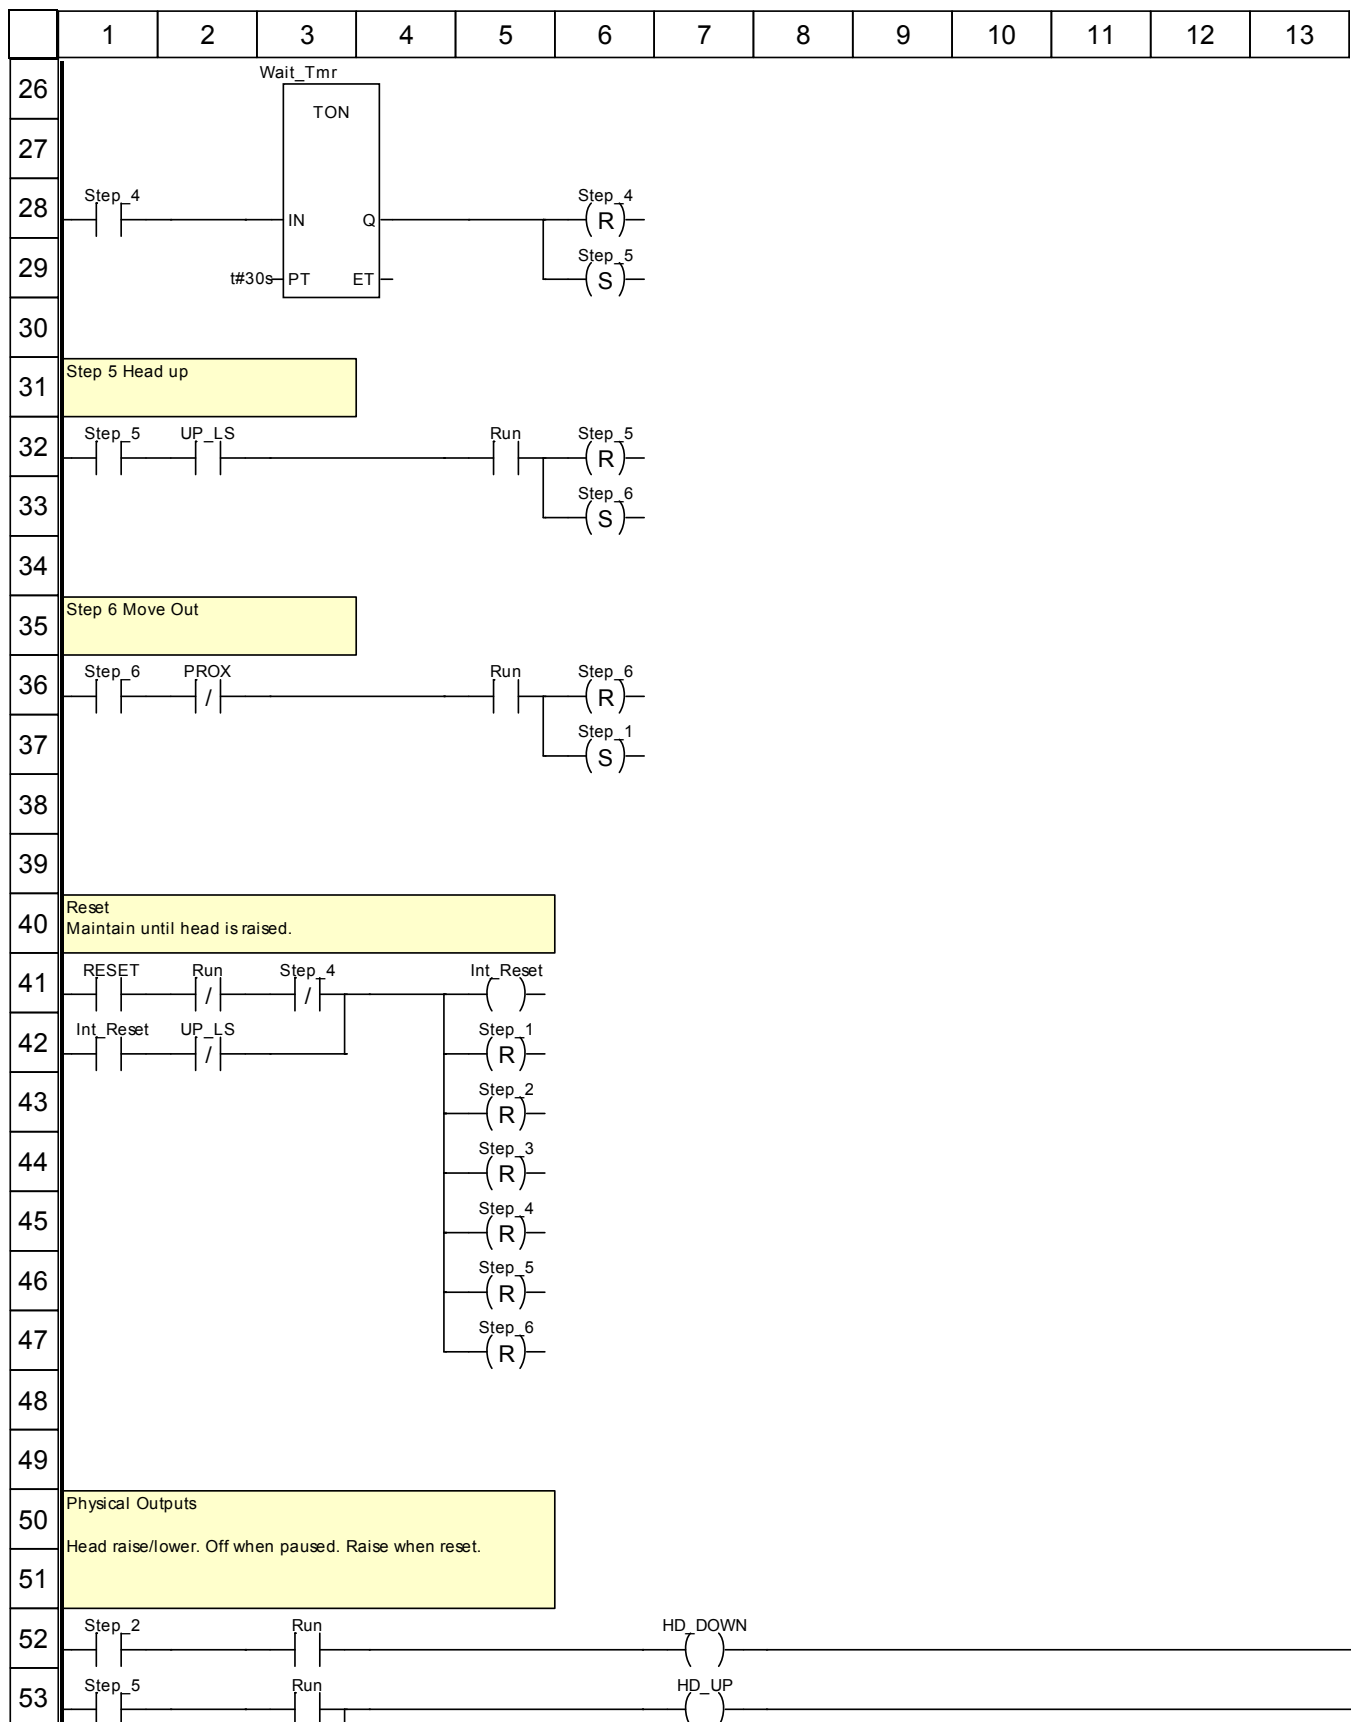 1 2 3 4 5 6 7 8 9 10 11 12 13
26 Wait_Tmr
TON
27
28 Step_4 IN Q Step_4
R
29 t#30s PT ET Step_5
S
30
31 Step 5 Head up
32 Step_5 UP_LS Run Step_5
R
33 Step_6
S
34
35 Step 6 Move Out
36 Step_6 PROX Run Step_6
/ R
37 Step_1
S
38
39
40 Reset
Maintain until head is raised.
41 RESET Run Step_4 Int_Reset
/ /
42 Int_Reset UP_LS Step_1
/ R
43 Step_2
R
44 Step_3
R
45 Step_4
R
46 Step_5
R
47 Step_6
R
48
49
50 Physical Outputs
Head raise/lower. Off when paused. Raise when reset.
51
52 Step_2 Run HD_DOWN
53 Step_5 Run HD_UP